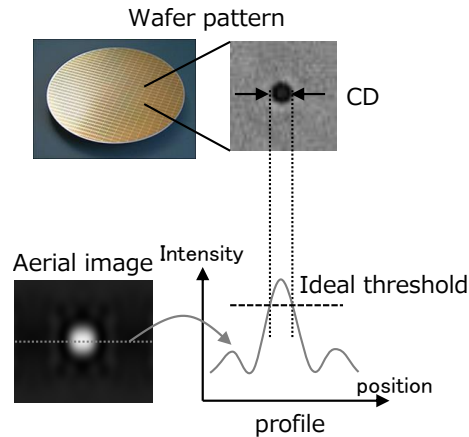 Wafer pattern
CD
Intensity
Aerial image
Ideal threshold
position
profile